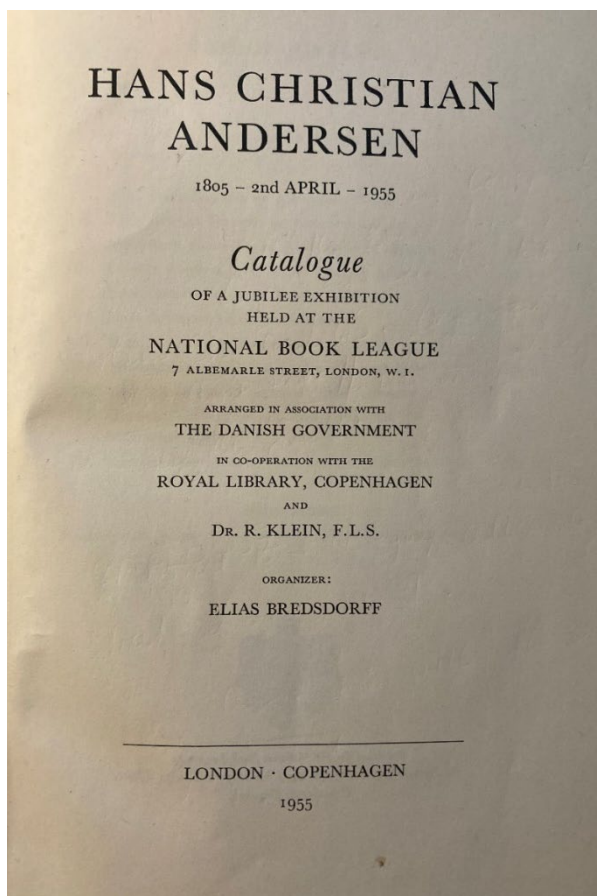 HANS CHRISTIAN
ANDERSEN
1805 – 2nd APRIL – 1955
Catalogue
OF A JUBILEE EXHIBITION
HELD AT THE
NATIONAL BOOK LEAGUE
7 ALBEMARLE STREET, LONDON, W. I.
ARRANGED IN ASSOCIATION WITH
THE DANISH GOVERNMENT
IN CO-OPERATION WITH THE
ROYAL LIBRARY, COPENHAGEN
AND
DR. R. KLEIN, F.L.S.
ORGANIZER:
ELIAS BREDSDORFF
LONDON · COPENHAGEN
1955